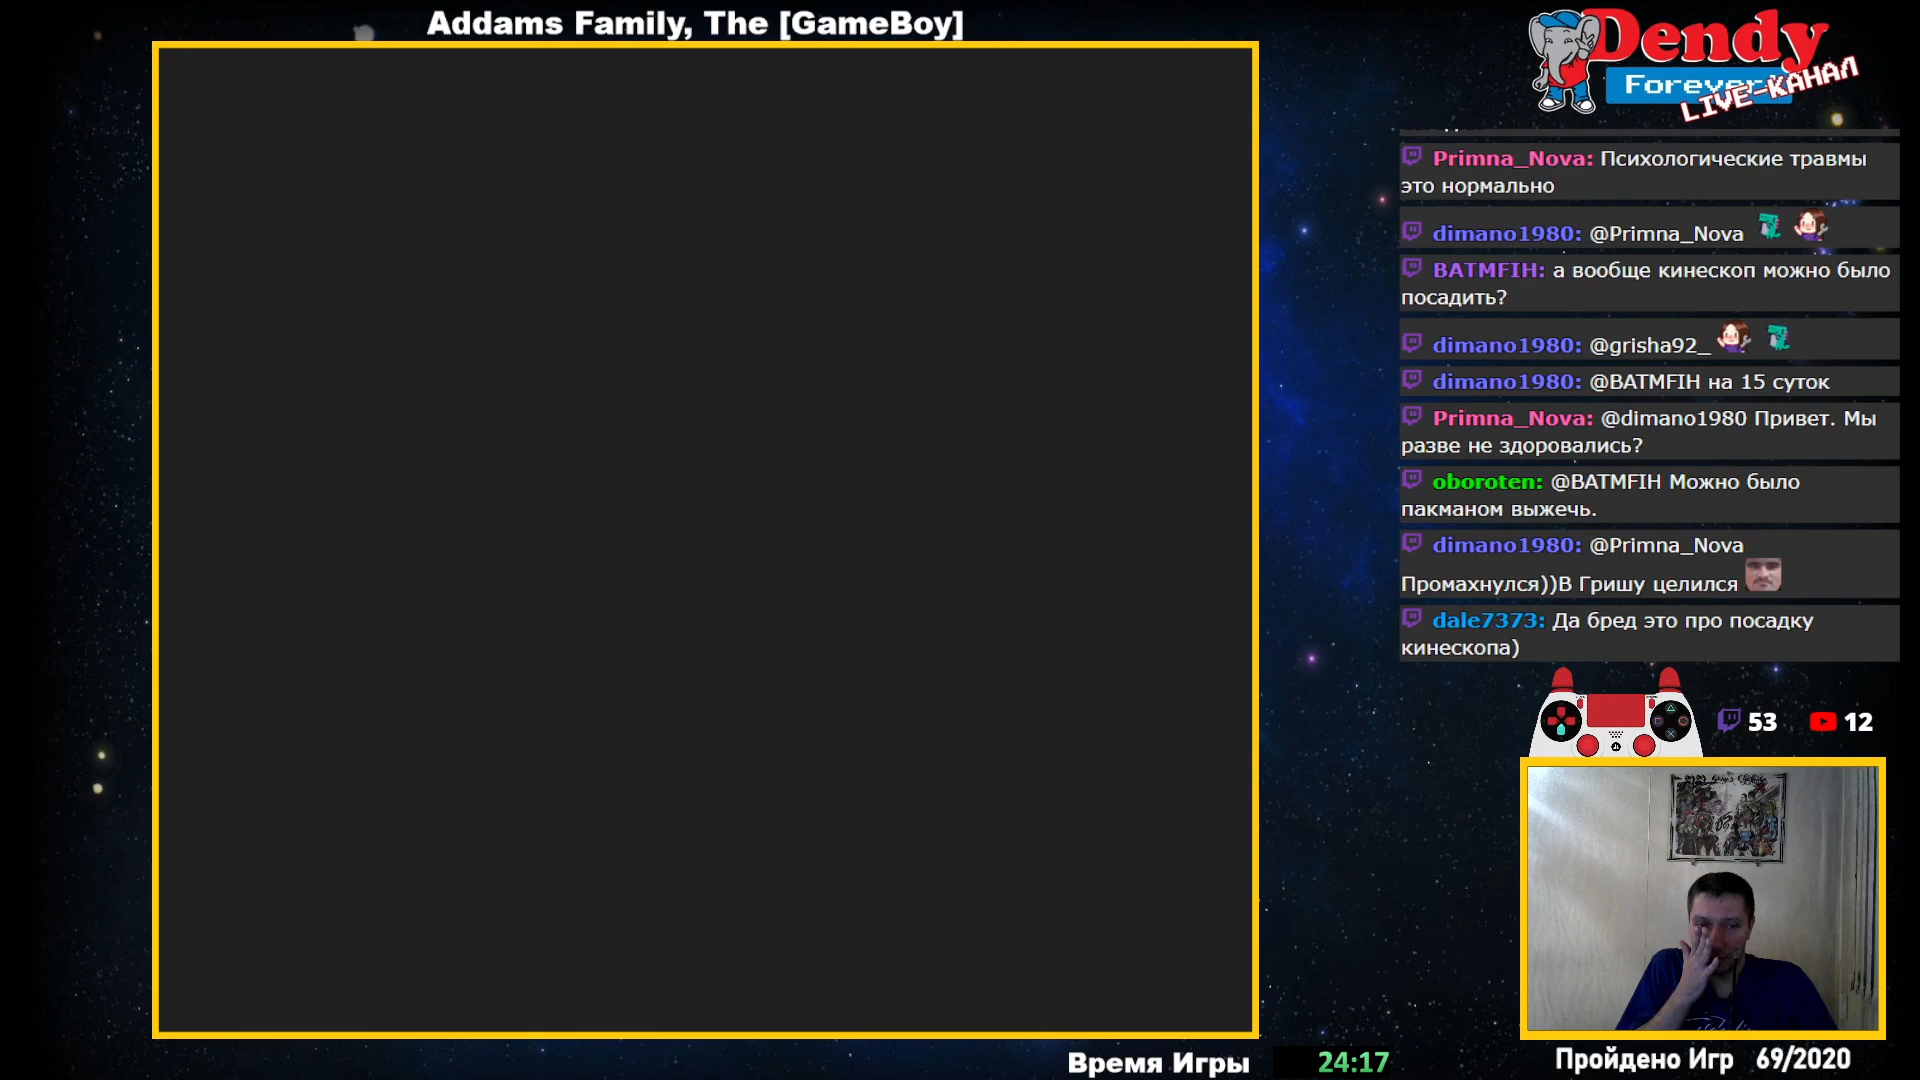 Addams Family, The [GameBoy]
Dendy
Forever
LIVE-КАНАЛ
Primna_Nova: Психологические травмы
это нормально
dimano1980: @Primna_Nova
BATMFIH: а вообще кинескоп можно было
посадить?
dimano1980: @grisha92_
dimano1980: @BATMFIH на 15 суток
Primna_Nova: @dimano1980 Привет. Мы
разве не здоровались?
oboroten: @BATMFIH Можно было
пакманом выжечь.
dimano1980: @Primna_Nova
Промахнулся))В Гришу целился
dale7373: Да бред это про посадку
кинескопа)
53 12
Время Игры 24:17
Пройдено Игр 69/2020